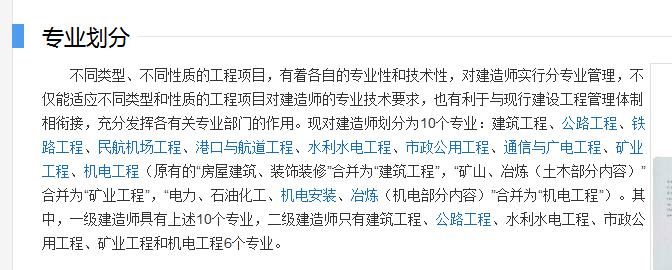 专业划分
不同类型、不同性质的工程项目，有着各自的专业性和技术性，对建造师实行分专业管理，不
仅能适应不同类型和性质的工程项目对建造师的专业技术要求，也有利于与现行建设工程管理体制
相衔接，充分发挥各有关专业部门的作用。现对建造师划分为10个专业：建筑工程、公路工程、铁
路工程、民航机场工程、港口与航道工程、水利水电工程、市政公用工程、通信与广电工程、矿业
工程、机电工程（原有的“房屋建筑、装饰装修”合并为“建筑工程”，“矿山、冶炼（土木部分内容）”
合并为“矿业工程”，“电力、石油化工、机电安装、冶炼（机电部分内容）”合并为“机电工程”）。其
中，一级建造师具有上述10个专业，二级建造师只有建筑工程、公路工程、水利水电工程、市政公
用工程、矿业工程和机电工程6个专业。